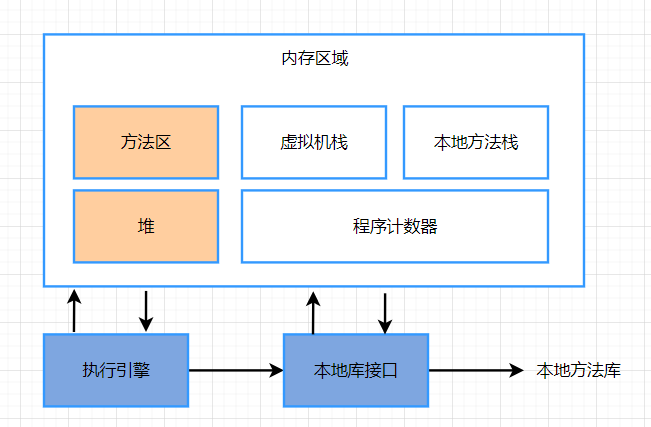 内存区域
方法区
虚拟机栈
本地方法栈
堆
程序计数器
执行引擎
本地库接口
本地方法库